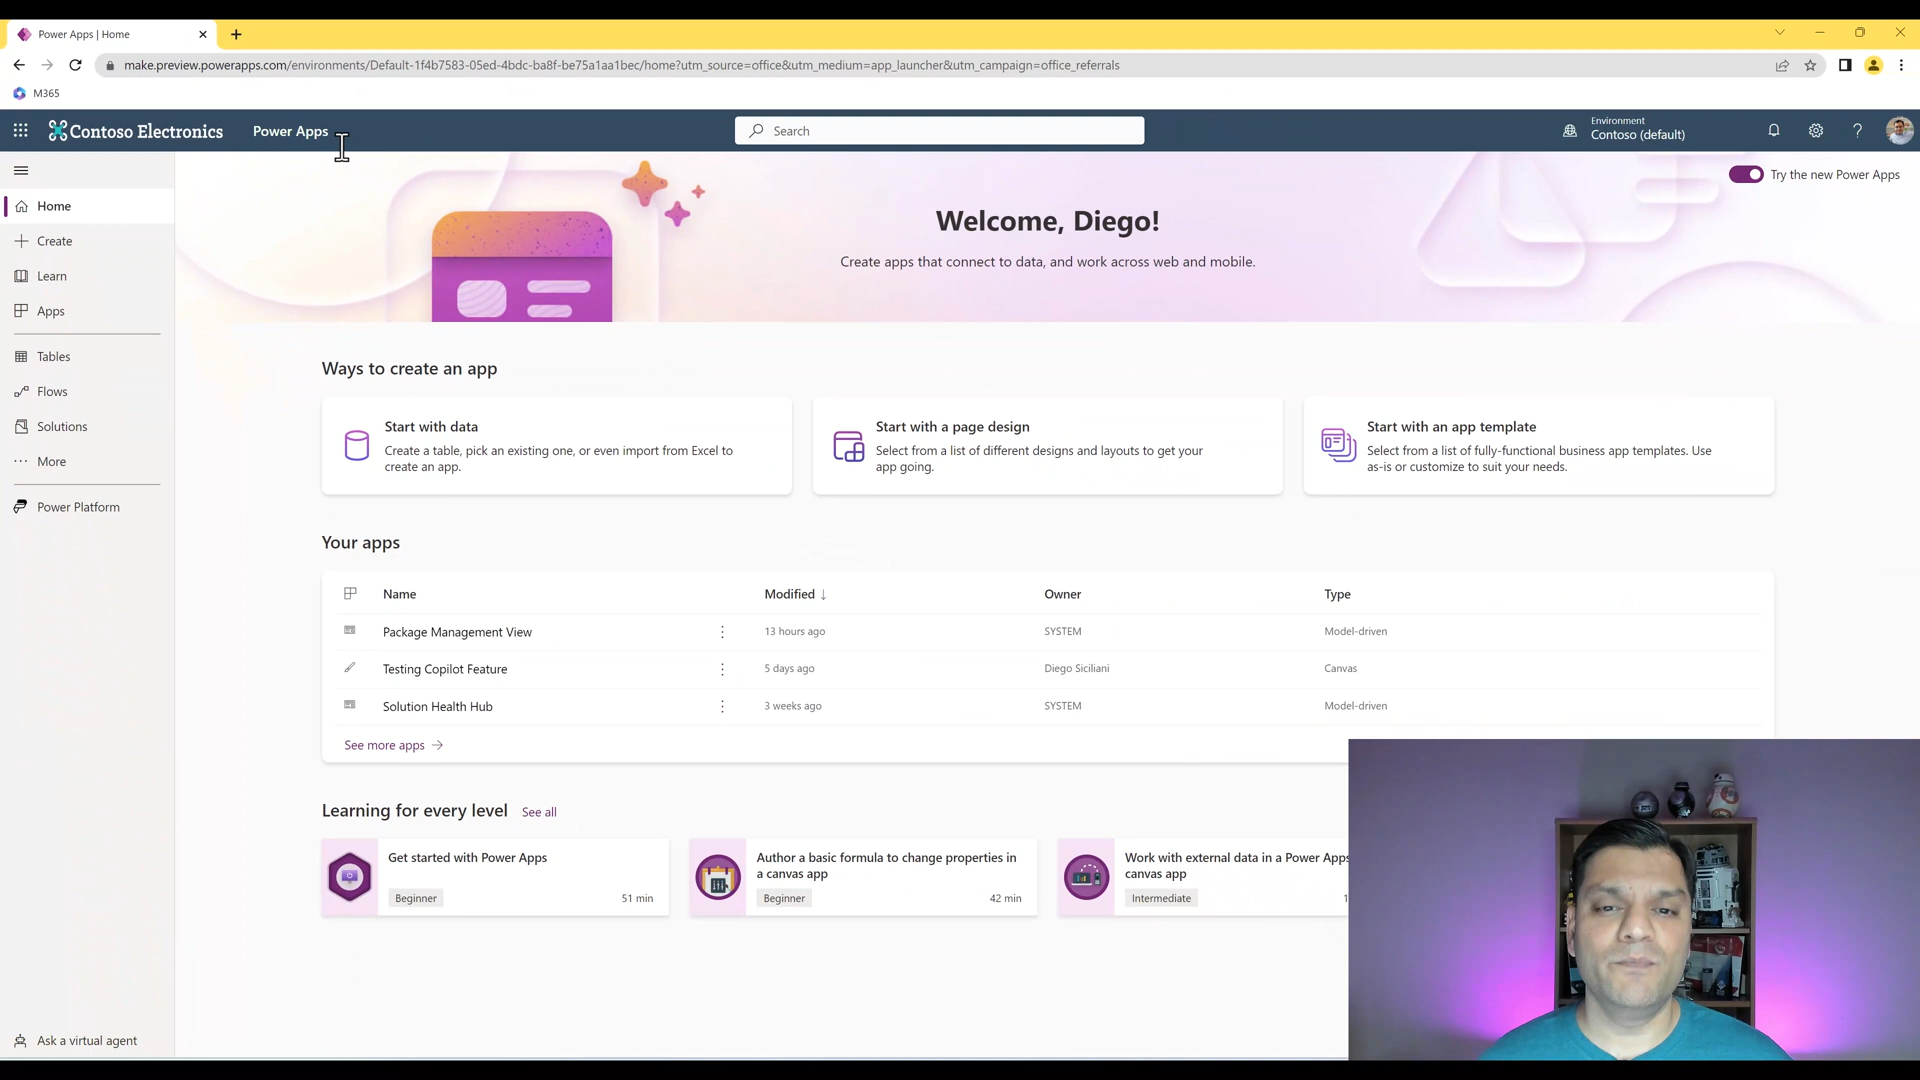 Power Apps | Home
make.preview.powerapps.com/environments/Default-1f4b7583-05ed-4bdc-ba8f-be75a1aa1bec/home?utm_source=office&utm_medium=app_launcher&utm_campaign=office_referrals
M365
Contoso Electronics
Power Apps
Search
Environment
Contoso (default)
Home
Create
Learn
Apps
Tables
Flows
Solutions
More
Power Platform
Ask a virtual agent
Try the new Power Apps
Welcome, Diego!
Create apps that connect to data, and work across web and mobile.
Ways to create an app
Start with data
Create a table, pick an existing one, or even import from Excel to
create an app.
Start with a page design
Select from a list of different designs and layouts to get your
app going.
Start with an app template
Select from a list of fully-functional business app templates. Use
as-is or customize to suit your needs.
Your apps
Name Modified ↓ Owner Type
Package Management View 13 hours ago SYSTEM Model-driven
Testing Copilot Feature 5 days ago Diego Siciliani Canvas
Solution Health Hub 3 weeks ago SYSTEM Model-driven
See more apps →
Learning for every level See all
Get started with Power Apps
Beginner 51 min
Author a basic formula to change properties in
a canvas app
Beginner 42 min
Work with external data in a Power Apps
canvas app
Intermediate